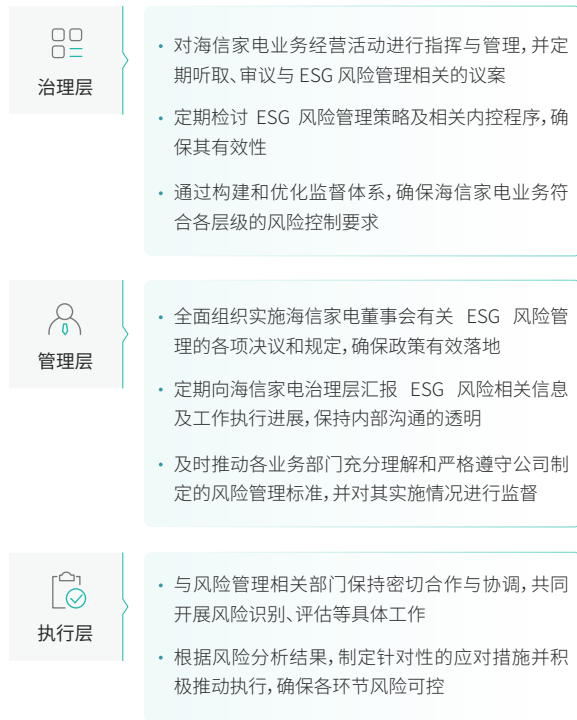 治理层
• 对海信家电业务经营活动进行指挥与管理，并定
期听取、审议与 ESG 风险管理相关的议案
• 定期检讨 ESG 风险管理策略及相关内控程序，确
保其有效性
• 通过构建和优化监督体系，确保海信家电业务符
合各层级的风险控制要求
管理层
• 全面组织实施海信家电董事会有关 ESG 风险管
理的各项决议和规定，确保政策有效落地
• 定期向海信家电治理层汇报 ESG 风险相关信息
及工作执行进展，保持内部沟通的透明
• 及时推动各业务部门充分理解和严格遵守公司制
定的风险管理标准，并对其实施情况进行监督
执行层
• 与风险管理相关部门保持密切合作与协调，共同
开展风险识别、评估等具体工作
• 根据风险分析结果，制定针对性的应对措施并积
极推动执行，确保各环节风险可控